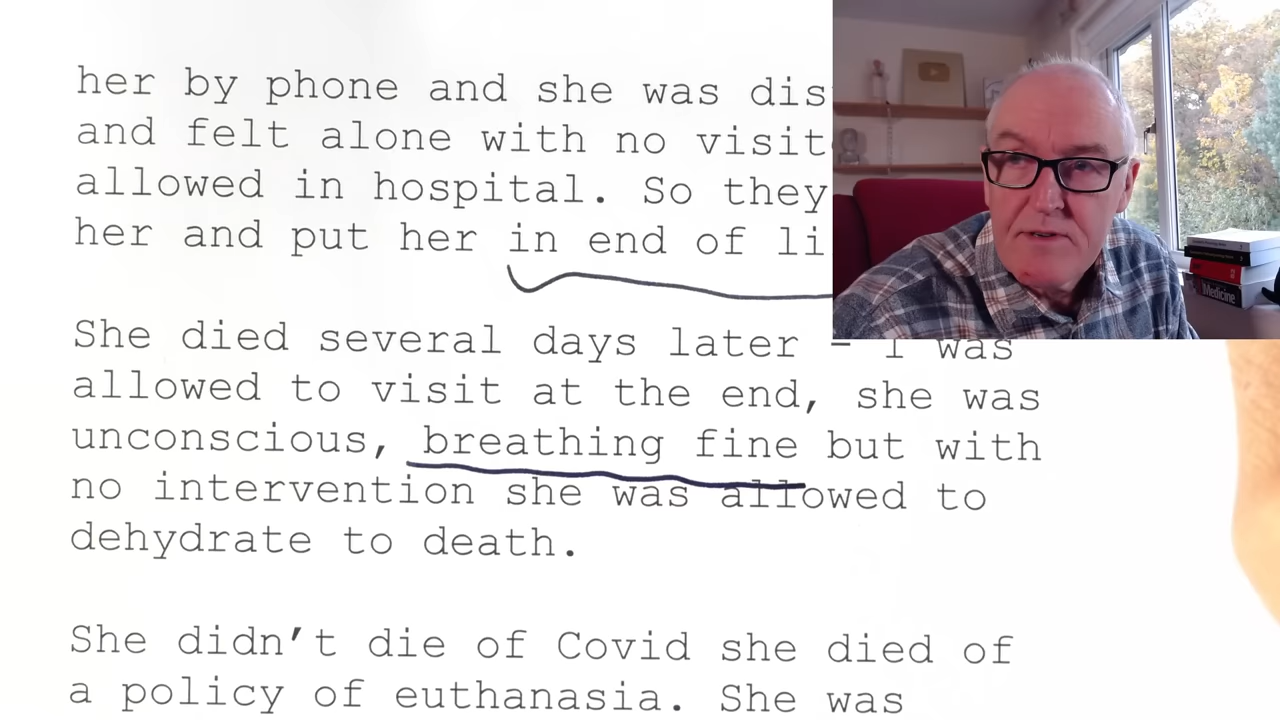 her by phone and she was
and felt alone with no
allowed in hospital. So they
her and put her in end of
She died several days later – I was
allowed to visit at the end, she was
unconscious, breathing fine but with
no intervention she was allowed to
dehydrate to death.
She didn't die of Covid she died of
a policy of euthanasia. She was
Medicine